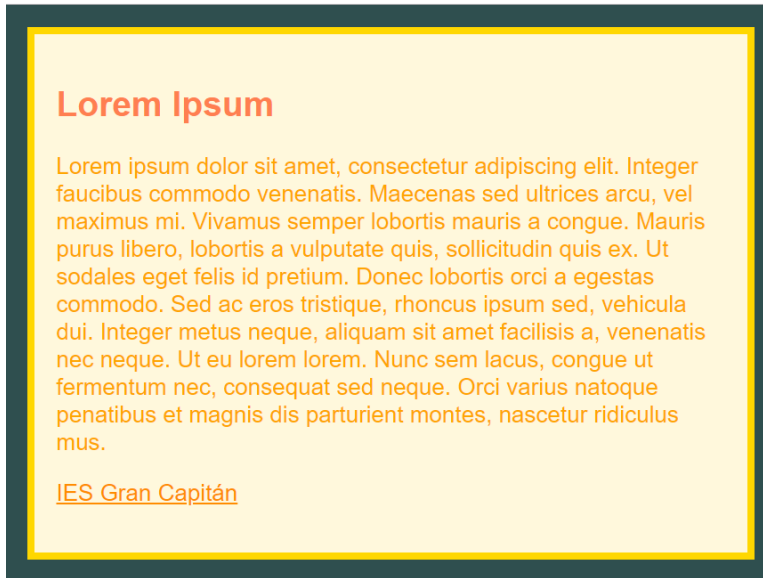 Lorem Ipsum
Lorem ipsum dolor sit amet, consectetur adipiscing elit. Integer
faucibus commodo venenatis. Maecenas sed ultrices arcu, vel
maximus mi. Vivamus semper lobortis mauris a congue. Mauris
purus libero, lobortis a vulputate quis, sollicitudin quis ex. Ut
sodales eget felis id pretium. Donec lobortis orci a egestas
commodo. Sed ac eros tristique, rhoncus ipsum sed, vehicula
dui. Integer metus neque, aliquam sit amet facilisis a, venenatis
nec neque. Ut eu lorem lorem. Nunc sem lacus, congue ut
fermentum nec, consequat sed neque. Orci varius natoque
penatibus et magnis dis parturient montes, nascetur ridiculus
mus.
IES Gran Capitán